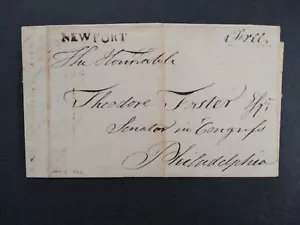 NEWPORT
Free.
The Honorable
Theodore Foster Esqr
Senator in Congress
Philadelphia